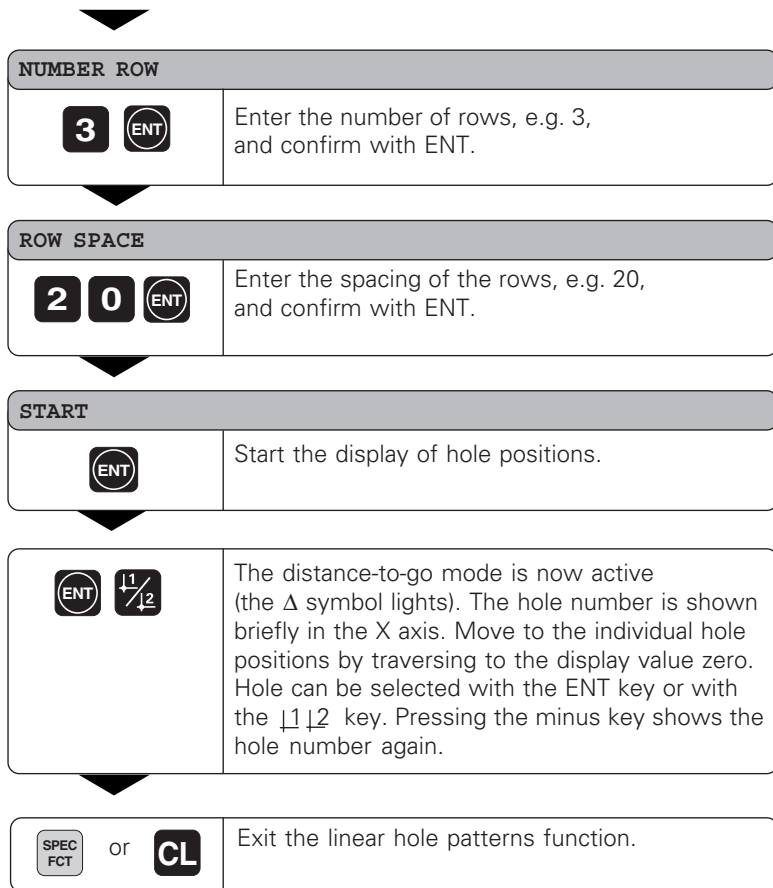 NUMBER ROW
3 ENT
Enter the number of rows, e.g. 3,
and confirm with ENT.
ROW SPACE
2 0 ENT
Enter the spacing of the rows, e.g. 20,
and confirm with ENT.
START
ENT
Start the display of hole positions.
ENT 1 2
The distance-to-go mode is now active
(the Δ symbol lights). The hole number is shown
briefly in the X axis. Move to the individual hole
positions by traversing to the display value zero.
Hole can be selected with the ENT key or with
the 1 2 key. Pressing the minus key shows the
hole number again.
SPEC
FCT
or CL
Exit the linear hole patterns function.